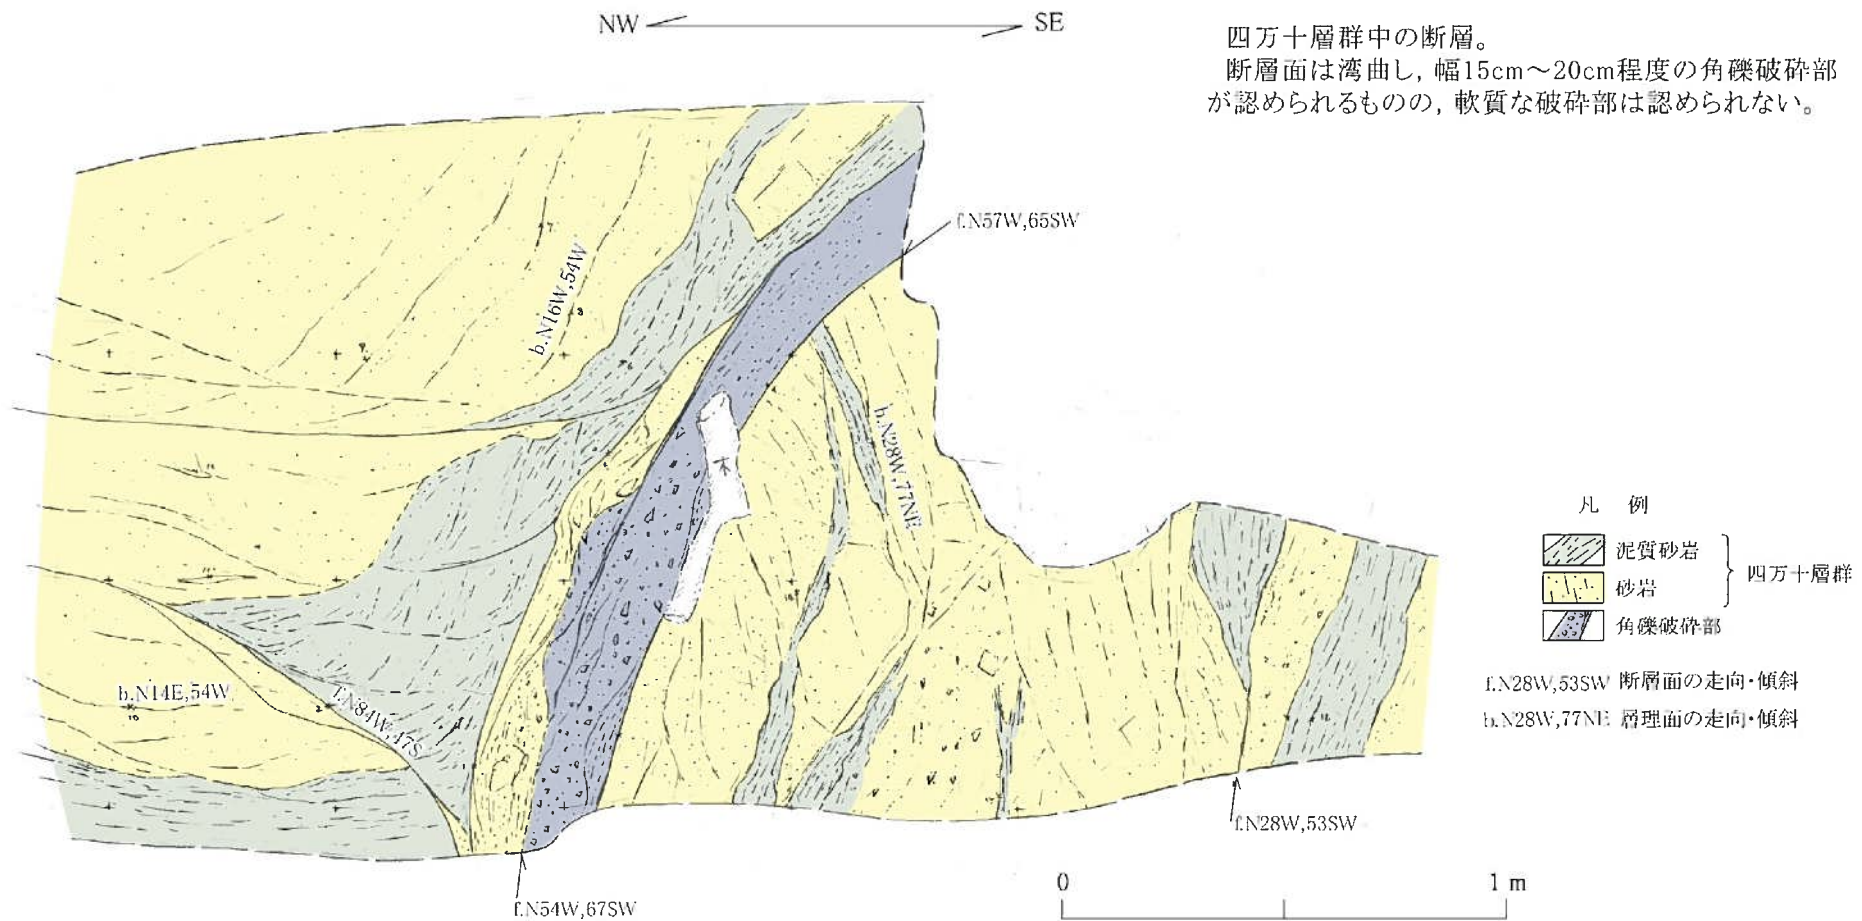 NW SE
四万十層群中の断層。
断層面は湾曲し，幅15cm～20cm程度の角礫破砕部
が認められるものの，軟質な破砕部は認められない。
f.N57W,65SW
b.N16W,54W
b.N28W,77NE
木
b.N14E,54W
f.N84W,47S
f.N28W,53SW
f.N54W,67SW
凡 例
泥質砂岩
砂岩
四万十層群
角礫破砕部
f.N28W,53SW 断層面の走向・傾斜
b.N28W,77NE 層理面の走向・傾斜
0 1 m